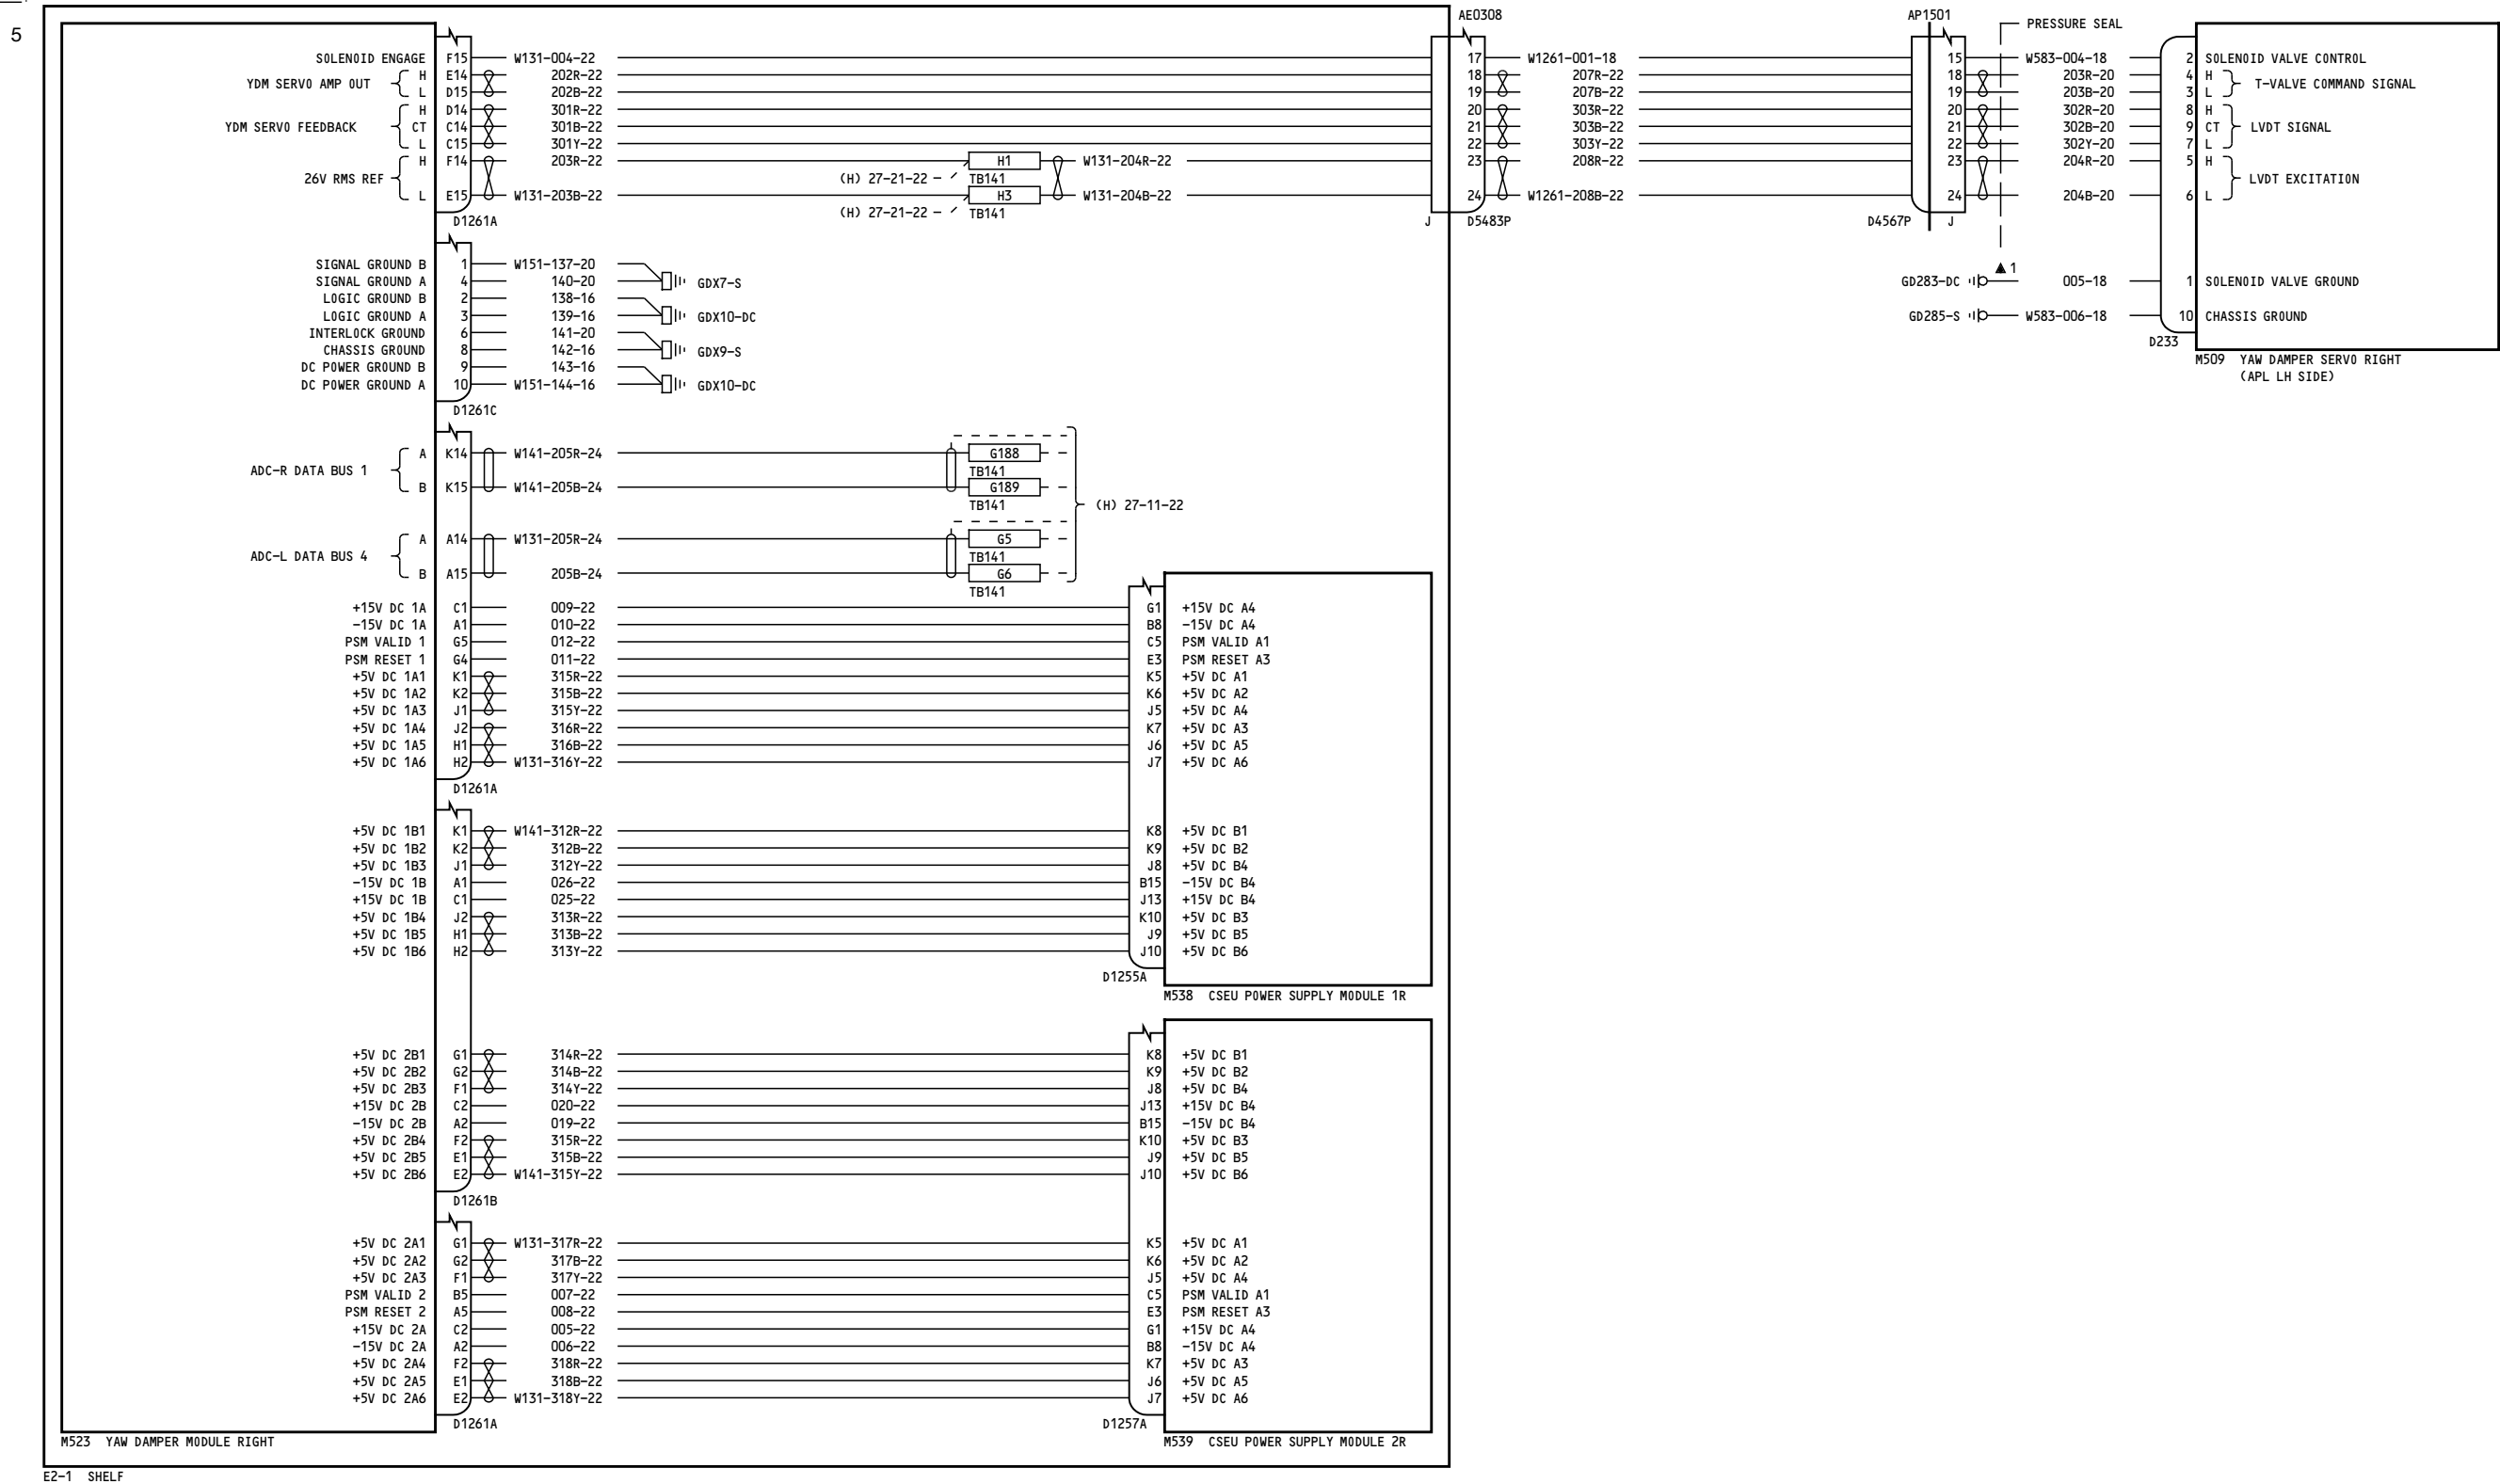 5
AE0308
AP1501
PRESSURE SEAL
SOLENOID ENGAGE F15 W131-004-22 17 W1261-001-18 15 W583-004-18 2 SOLENOID VALVE CONTROL
YDM SERVO AMP OUT H E14 202R-22 18 207R-22 18 203R-20 4 H T-VALVE COMMAND SIGNAL
L D15 202B-22 19 207B-22 19 203B-20 3 L
H D14 301R-22 20 303R-22 20 302R-20 8 H
YDM SERVO FEEDBACK CT C14 301B-22 21 303B-22 21 302B-20 9 CT LVDT SIGNAL
L C15 301Y-22 22 303Y-22 22 302Y-20 7 L
H F14 203R-22 H1 W131-204R-22 23 208R-22 23 204R-20 5 H
26V RMS REF (H) 27-21-22 TB141 LVDT EXCITATION
L E15 W131-203B-22 H3 W131-204B-22 24 W1261-208B-22 24 204B-20 6 L
(H) 27-21-22 TB141
D1261A J D5483P D4567P J
SIGNAL GROUND B 1 W151-137-20
▲ 1
SIGNAL GROUND A 4 140-20 GDX7-S GD283-DC 005-18 1 SOLENOID VALVE GROUND
LOGIC GROUND B 2 138-16
LOGIC GROUND A 3 139-16 GDX10-DC GD285-S W583-006-18 10 CHASSIS GROUND
INTERLOCK GROUND 6 141-20
D233
CHASSIS GROUND 8 142-16 GDX9-S
M509 YAW DAMPER SERVO RIGHT
(APL LH SIDE)
DC POWER GROUND B 9 143-16
DC POWER GROUND A 10 W151-144-16 GDX10-DC
D1261C
A K14 W141-205R-24 G188
ADC-R DATA BUS 1 TB141
B K15 W141-205B-24 G189
TB141
(H) 27-11-22
A A14 W131-205R-24 G5
ADC-L DATA BUS 4 TB141
B A15 205B-24 G6
TB141
+15V DC 1A C1 009-22 G1 +15V DC A4
-15V DC 1A A1 010-22 B8 -15V DC A4
PSM VALID 1 G5 012-22 C5 PSM VALID A1
PSM RESET 1 G4 011-22 E3 PSM RESET A3
+5V DC 1A1 K1 315R-22 K5 +5V DC A1
+5V DC 1A2 K2 315B-22 K6 +5V DC A2
+5V DC 1A3 J1 315Y-22 J5 +5V DC A4
+5V DC 1A4 J2 316R-22 K7 +5V DC A3
+5V DC 1A5 H1 316B-22 J6 +5V DC A5
+5V DC 1A6 H2 W131-316Y-22 J7 +5V DC A6
D1261A
+5V DC 1B1 K1 W141-312R-22 K8 +5V DC B1
+5V DC 1B2 K2 312B-22 K9 +5V DC B2
+5V DC 1B3 J1 312Y-22 J8 +5V DC B4
-15V DC 1B A1 026-22 B15 -15V DC B4
+15V DC 1B C1 025-22 J13 +15V DC B4
+5V DC 1B4 J2 313R-22 K10 +5V DC B3
+5V DC 1B5 H1 313B-22 J9 +5V DC B5
+5V DC 1B6 H2 313Y-22 J10 +5V DC B6
D1255A
M538 CSEU POWER SUPPLY MODULE 1R
+5V DC 2B1 G1 314R-22 K8 +5V DC B1
+5V DC 2B2 G2 314B-22 K9 +5V DC B2
+5V DC 2B3 F1 314Y-22 J8 +5V DC B4
+15V DC 2B C2 020-22 J13 +15V DC B4
-15V DC 2B A2 019-22 B15 -15V DC B4
+5V DC 2B4 F2 315R-22 K10 +5V DC B3
+5V DC 2B5 E1 315B-22 J9 +5V DC B5
+5V DC 2B6 E2 W141-315Y-22 J10 +5V DC B6
D1261B
+5V DC 2A1 G1 W131-317R-22 K5 +5V DC A1
+5V DC 2A2 G2 317B-22 K6 +5V DC A2
+5V DC 2A3 F1 317Y-22 J5 +5V DC A4
PSM VALID 2 B5 007-22 C5 PSM VALID A1
PSM RESET 2 A5 008-22 E3 PSM RESET A3
+15V DC 2A C2 005-22 G1 +15V DC A4
-15V DC 2A A2 006-22 B8 -15V DC A4
+5V DC 2A4 F2 318R-22 K7 +5V DC A3
+5V DC 2A5 E1 318B-22 J6 +5V DC A5
+5V DC 2A6 E2 W131-318Y-22 J7 +5V DC A6
D1261A D1257A
M523 YAW DAMPER MODULE RIGHT M539 CSEU POWER SUPPLY MODULE 2R
E2-1 SHELF